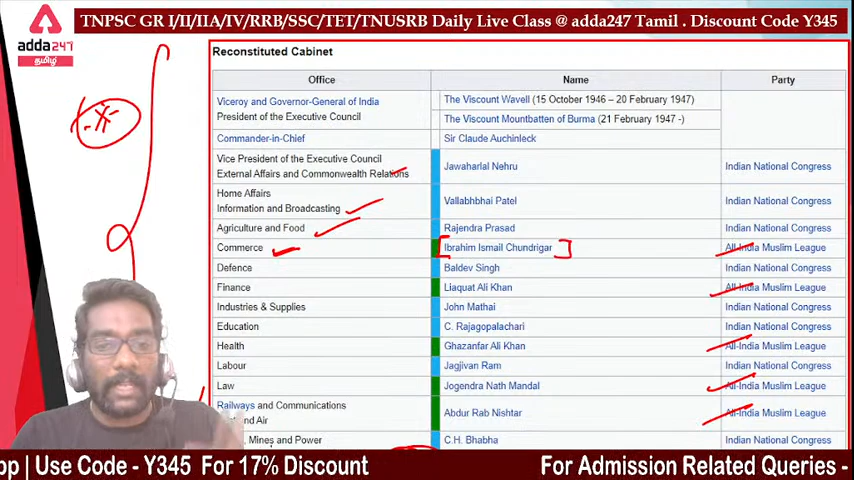 TNPSC GR I/II/IIA/IV/RRB/SSC/TET/TNUSRB Daily Live Class @ adda247 Tamil . Discount Code Y345
adda247
தமிழ்
Reconstituted Cabinet
Office Name Party
Viceroy and Governor-General of India
President of the Executive Council
The Viscount Wavell (15 October 1946 – 20 February 1947)
The Viscount Mountbatten of Burma (21 February 1947 -)
Commander-in-Chief Sir Claude Auchinleck
Vice President of the Executive Council
External Affairs and Commonwealth Relations
Jawaharlal Nehru Indian National Congress
Home Affairs
Information and Broadcasting
Vallabhbhai Patel Indian National Congress
Agriculture and Food Rajendra Prasad Indian National Congress
Commerce Ibrahim Ismail Chundrigar All-India Muslim League
Defence Baldev Singh Indian National Congress
Finance Liaquat Ali Khan All-India Muslim League
Industries & Supplies John Mathai Indian National Congress
Education C. Rajagopalachari Indian National Congress
Health Ghazanfar Ali Khan All-India Muslim League
Labour Jagjivan Ram Indian National Congress
Law Jogendra Nath Mandal All-India Muslim League
Railways and Communications
and Air
Abdur Rab Nishtar All-India Muslim League
Mines and Power C.H. Bhabha Indian National Congress
| Use Code - Y345 For 17% Discount For Admission Related Queries -